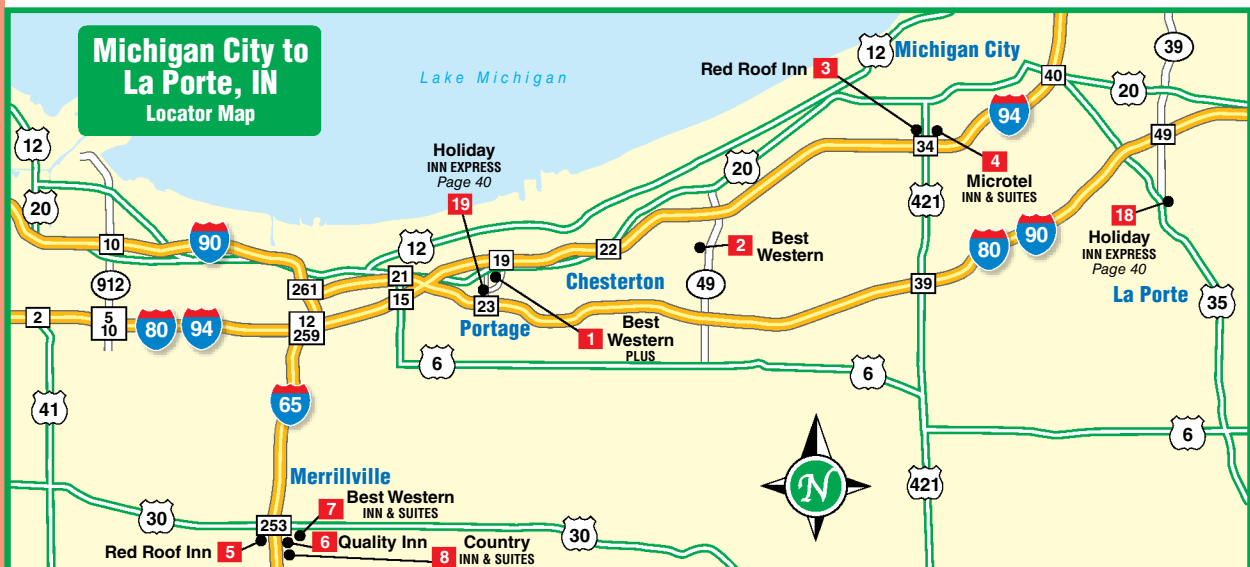 Michigan City to
La Porte, IN
Locator Map
Lake Michigan
12
Michigan City
39
Red Roof Inn 3
40
20
94
12
49
34
4
Microtel
INN & SUITES
Holiday
INN EXPRESS
Page 40
19
20
421
18
Holiday
INN EXPRESS
Page 40
20
10
90
12
22
2 Best
Western
80
90
19
21
Chesterton
49
39
La Porte
912
261
15
23
35
2
5
10
80
94
12
259
Portage
1
Best
Western
PLUS
6
6
65
41
6
N
Merrillville
421
7
Best Western
INN & SUITES
30
253
30
Red Roof Inn 5
6 Quality Inn
8
Country
INN & SUITES